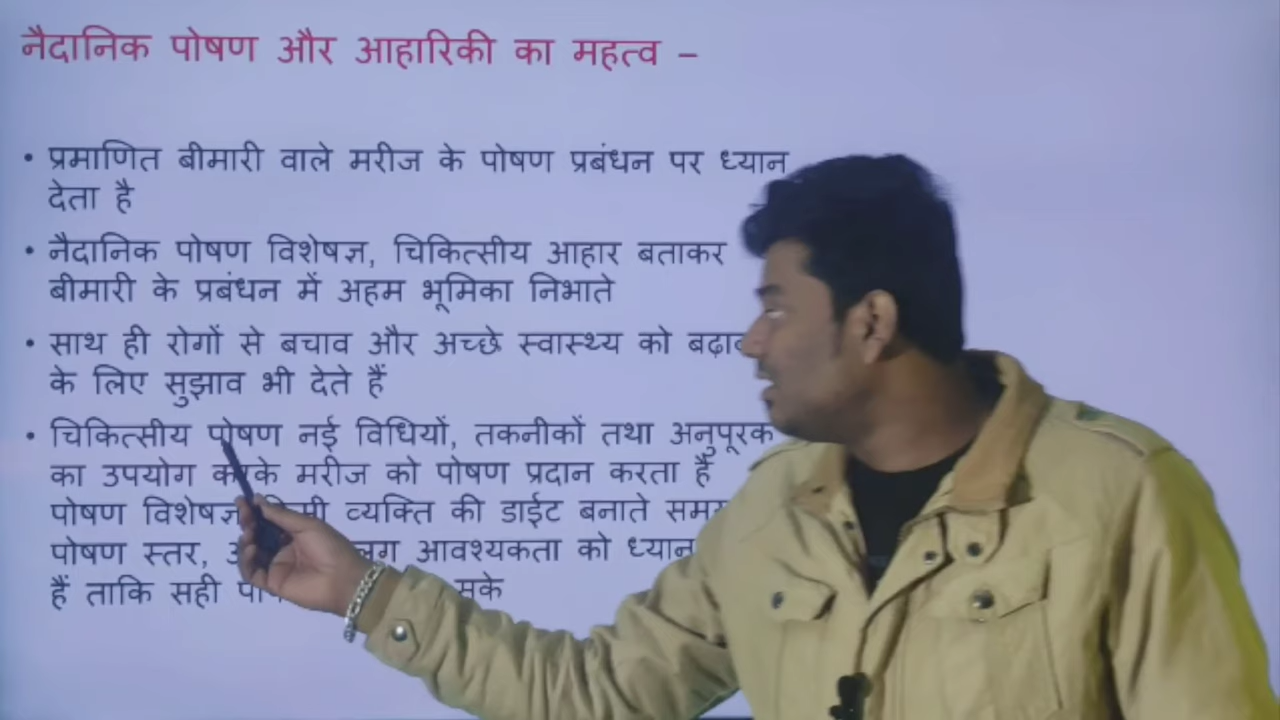 नैदानिक पोषण और आहारिकी का महत्व –
• प्रमाणित बीमारी वाले मरीज के पोषण प्रबंधन पर ध्यान
देता है
• नैदानिक पोषण विशेषज्ञ, चिकित्सीय आहार बताकर
बीमारी के प्रबंधन में अहम भूमिका निभाते
• साथ ही रोगों से बचाव और अच्छे स्वास्थ्य को
के लिए सुझाव भी देते हैं
• चिकित्सीय पोषण नई विधियों, तकनीकों तथा अनुपूरक
का उपयोग करके मरीज को पोषण प्रदान करता हैं
पोषण विशेषज्ञ व्यक्ति की डाईट बनाते
पोषण स्तर, आवश्यकता को ध्यान
हैं ताकि सही सके